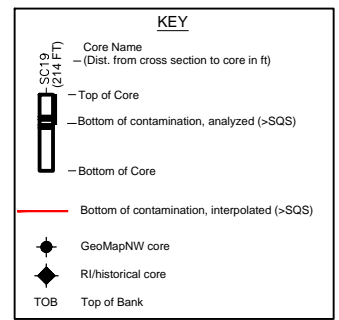 KEY
SC19
(214 FT)
Core Name
(Dist. from cross section to core in ft)
Top of Core
Bottom of contamination, analyzed (>SQS)
Bottom of Core
Bottom of contamination, interpolated (>SQS)
GeoMapNW core
RI/historical core
TOB Top of Bank